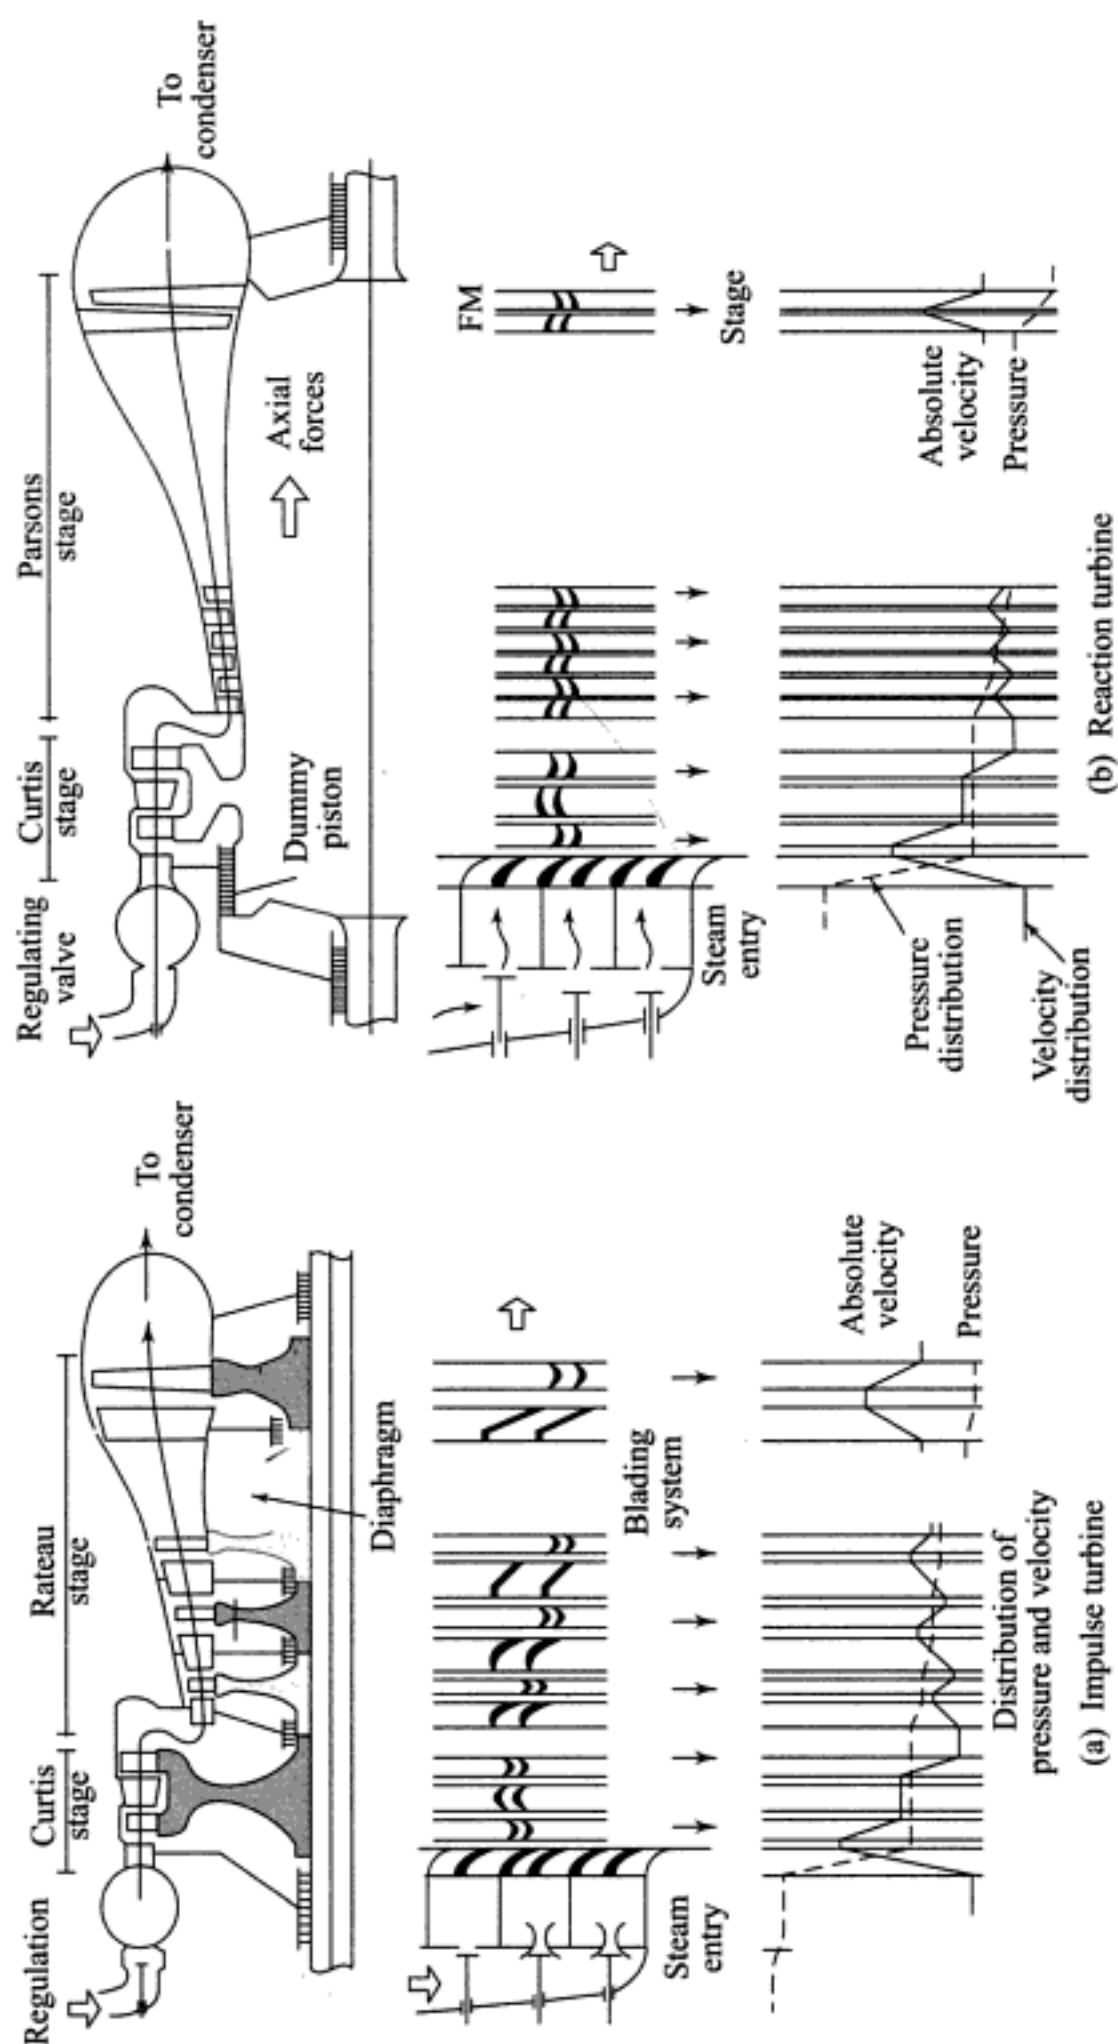 Regulation
Curtis
stage
Rateau
stage
To
condenser
Diaphragm
Steam
entry
Blading
system
Absolute
velocity
Pressure
Distribution of
pressure and velocity
(a) Impulse turbine
Regulating
valve
Curtis
stage
Parsons
stage
To
condenser
Dummy
piston
Axial
forces
FM
Steam
entry
Stage
Pressure
distribution
Velocity
distribution
Absolute
velocity
Pressure
(b) Reaction turbine